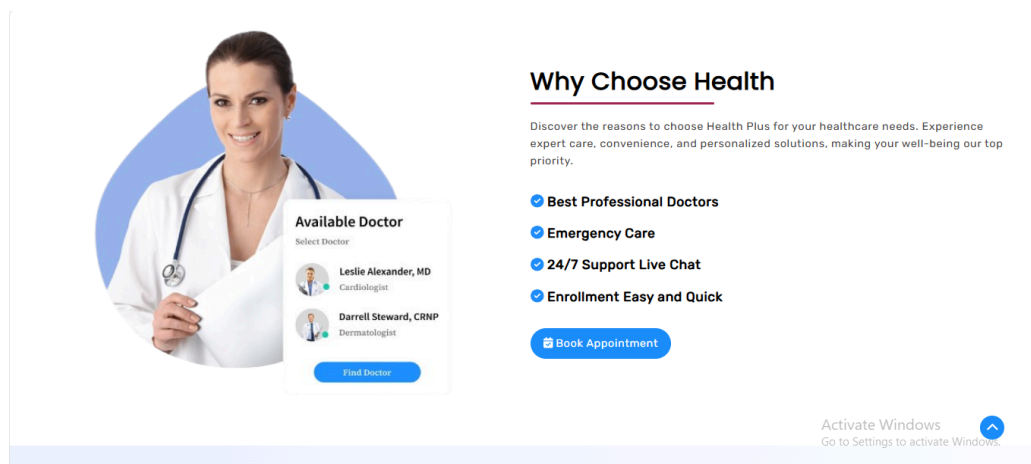 Why Choose Health
Discover the reasons to choose Health Plus for your healthcare needs. Experience
expert care, convenience, and personalized solutions, making your well-being our top
priority.
Best Professional Doctors
Emergency Care
24/7 Support Live Chat
Enrollment Easy and Quick
Book Appointment
Available Doctor
Select Doctor
Leslie Alexander, MD
Cardiologist
Darrell Steward, CRNP
Dermatologist
Find Doctor
Activate Windows
Go to Settings to activate Windows.